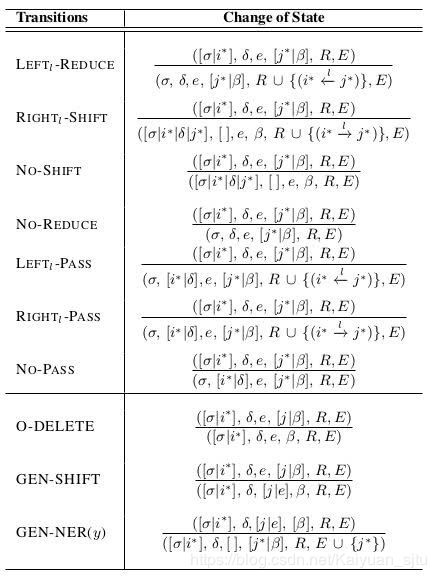 Transitions Change of State
LEFTl-REDUCE ([σ|i*], δ, e, [j*|β], R, E)
(σ, δ, e, [j*|β], R ∪ {(i* ←l j*)}, E)
RIGHTl-SHIFT ([σ|i*], δ, e, [j*|β], R, E)
([σ|i*|δ|j*], [ ], e, β, R ∪ {(i* →l j*)}, E)
NO-SHIFT ([σ|i*], δ, e, [j*|β], R, E)
([σ|i*|δ|j*], [ ], e, β, R, E)
NO-REDUCE ([σ|i*], δ, e, [j*|β], R, E)
(σ, δ, e, [j*|β], R, E)
LEFTl-PASS ([σ|i*], δ, e, [j*|β], R, E)
(σ, [i*|δ], e, [j*|β], R ∪ {(i* ←l j*)}, E)
RIGHTl-PASS ([σ|i*], δ, e, [j*|β], R, E)
(σ, [i*|δ], e, [j*|β], R ∪ {(i* →l j*)}, E)
NO-PASS ([σ|i*], δ, e, [j*|β], R, E)
(σ, [i*|δ], e, [j*|β], R, E)
O-DELETE ([σ|i*], δ, e, [j|β], R, E)
([σ|i*], δ, e, β, R, E)
GEN-SHIFT ([σ|i*], δ, e, [j|β], R, E)
([σ|i*], δ, [j|e], β, R, E)
GEN-NER(y) ([σ|i*], δ, [j|e], [β], R, E)
([σ|i*], δ, [ ], [j*|β], R, E ∪ {j*})
https://blog.csdn.net/Kaiyuan_sjtu